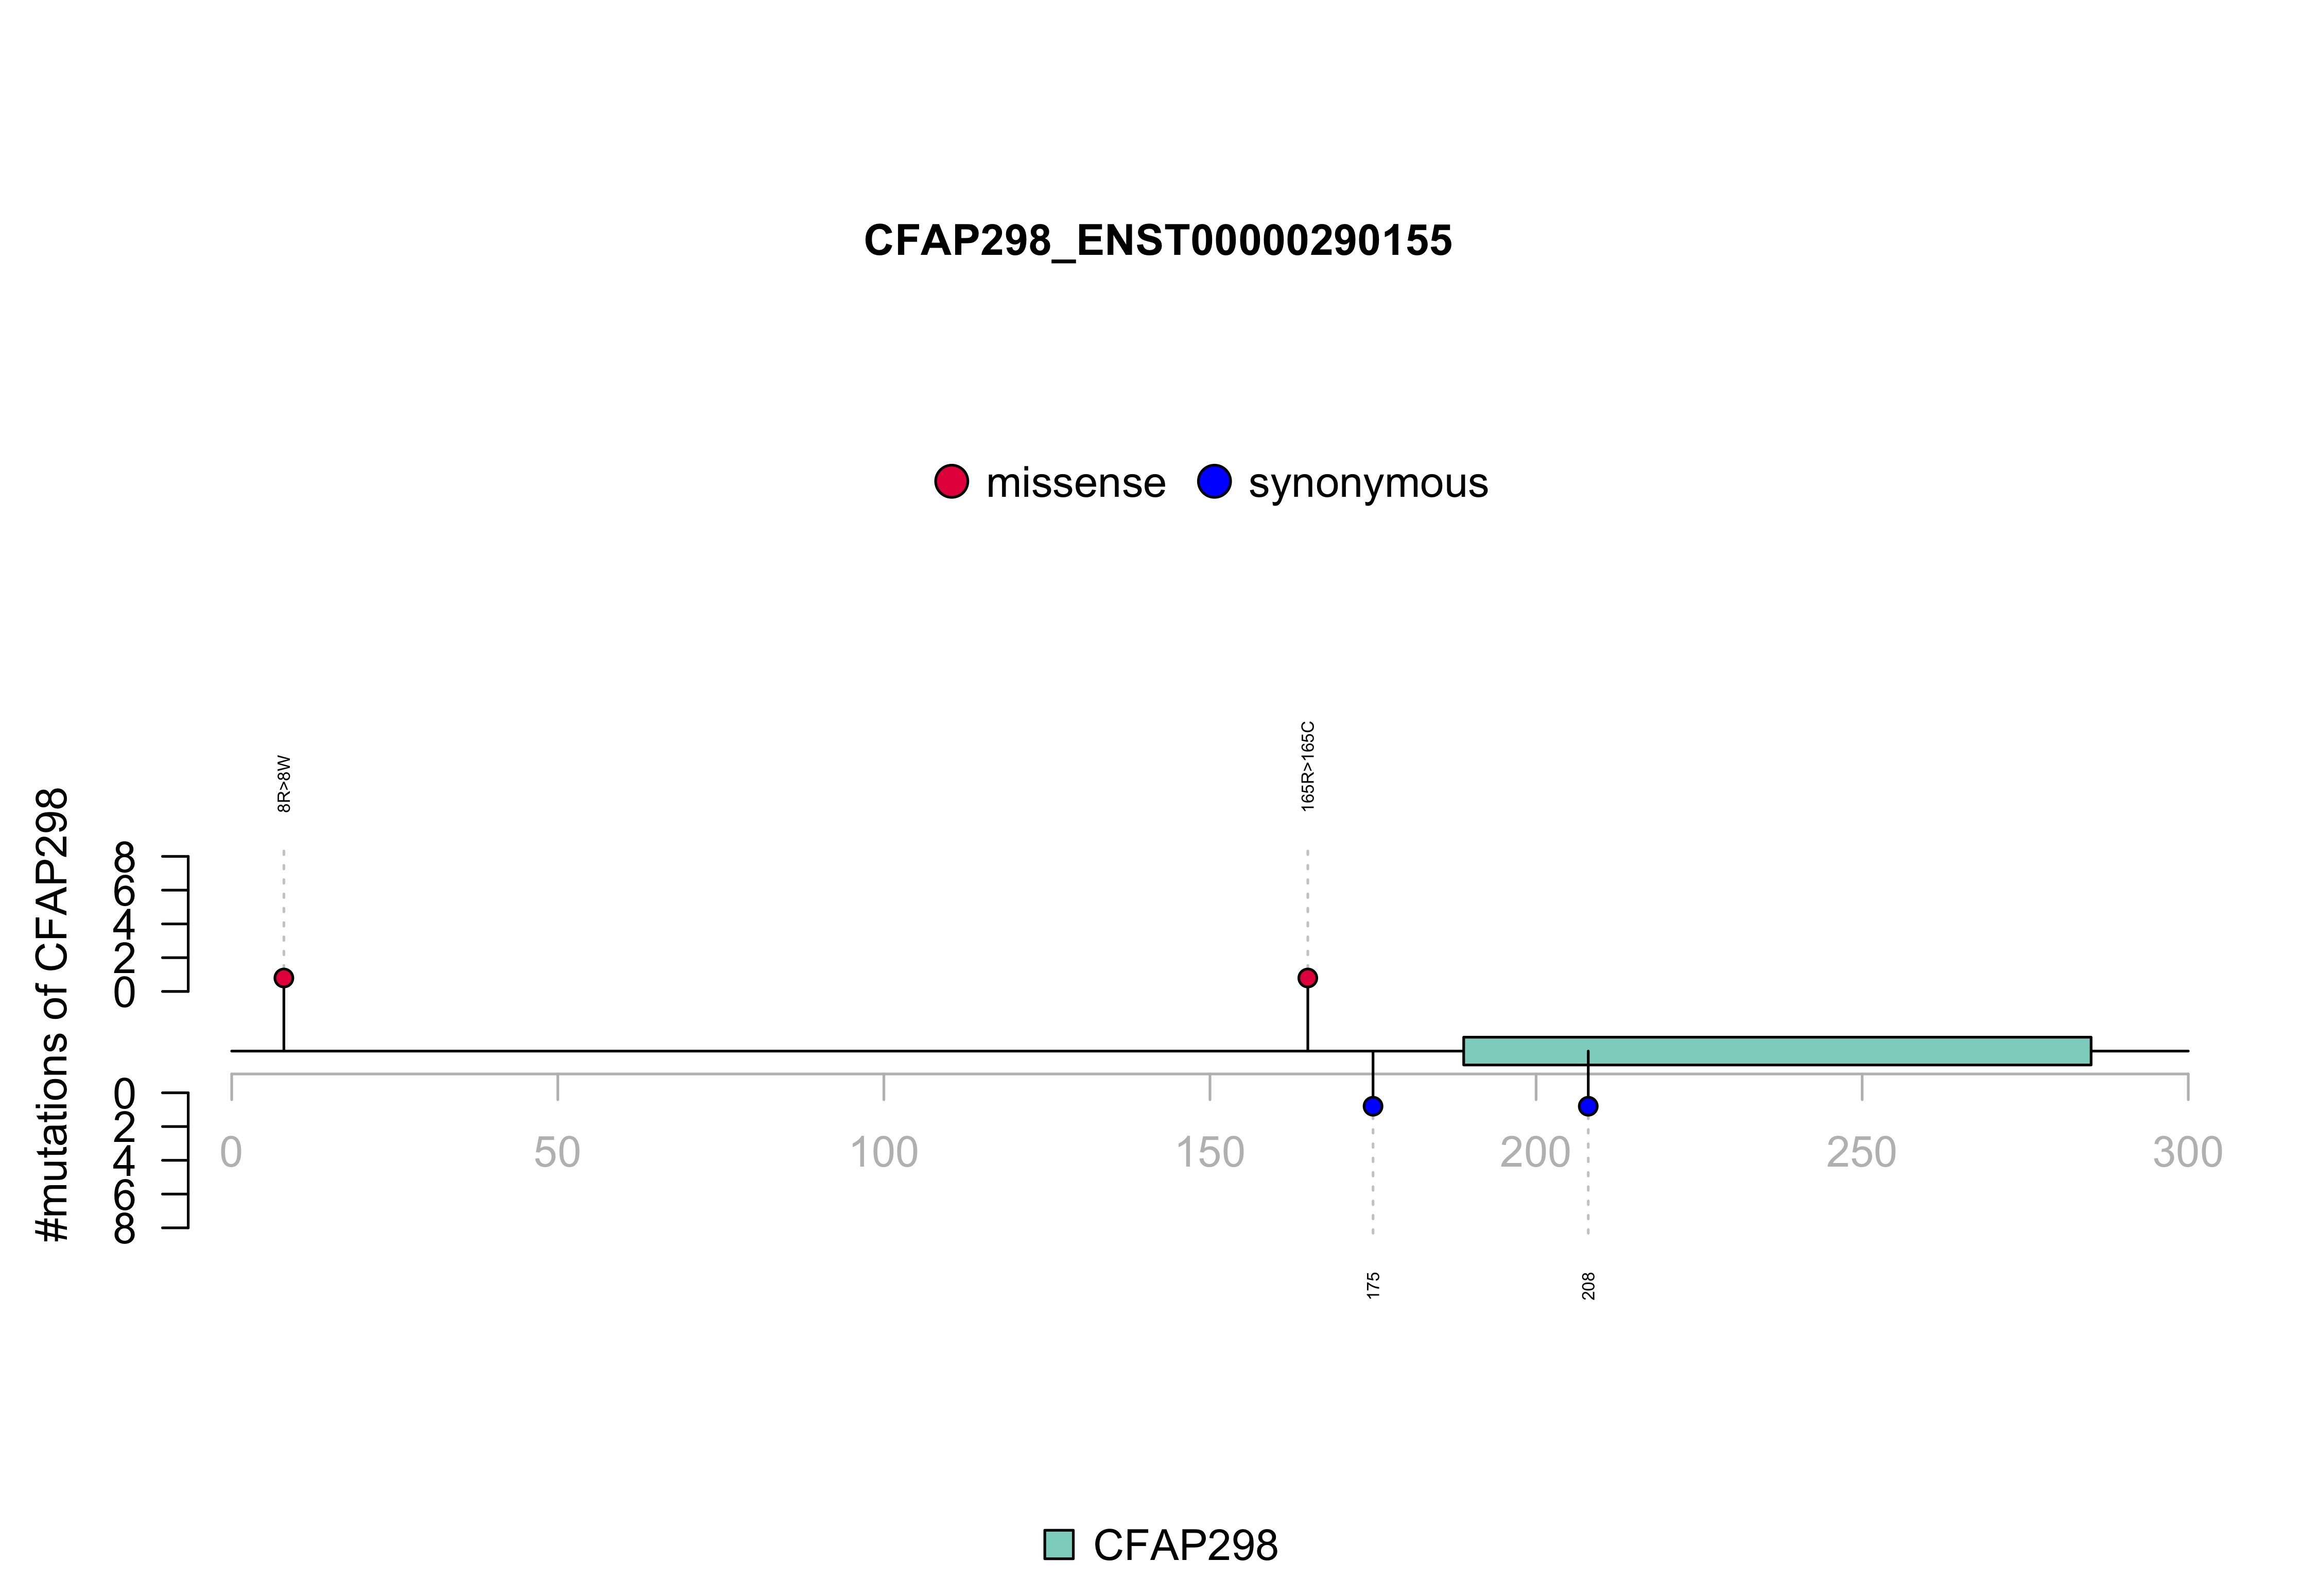 CFAP298_ENST00000290155
missense synonymous
8R>8W
165R>165C
#mutations of CFAP298
8
6
4
2
0
0
2
4
6
8
0 50 100 150 200 250 300
175
208
CFAP298